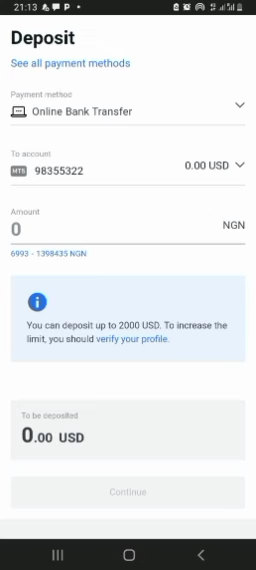 21:13
Deposit
See all payment methods
Payment method
Online Bank Transfer
To account
MT5 98355322 0.00 USD
Amount
0 NGN
6993 - 1398435 NGN
You can deposit up to 2000 USD. To increase the
limit, you should verify your profile.
To be deposited
0.00 USD
Continue